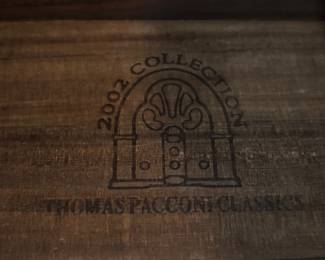 2002 COLLECTION
THOMAS PACCONI CLASSICS